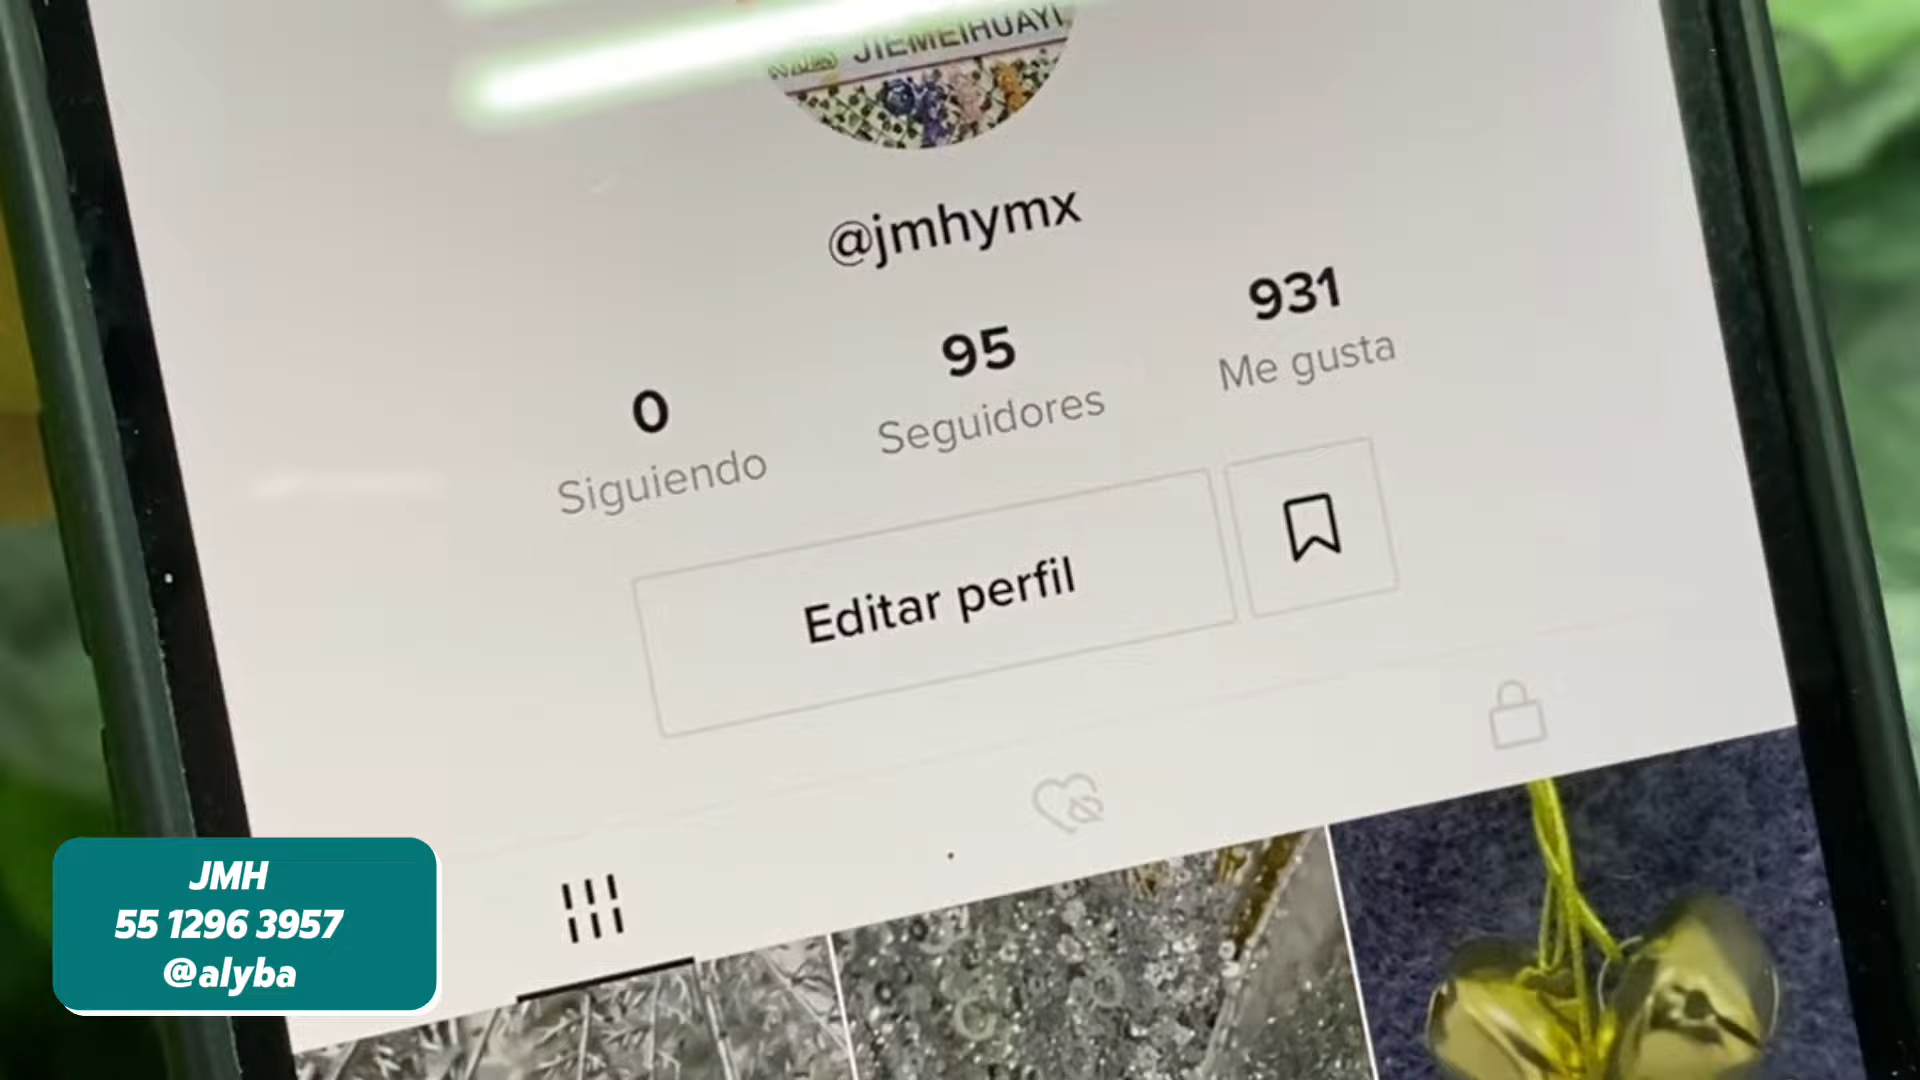 JIEMEIHUAYI
@jmhymx
0
Siguiendo
95
Seguidores
931
Me gusta
Editar perfil
JMH
55 1296 3957
@alyba